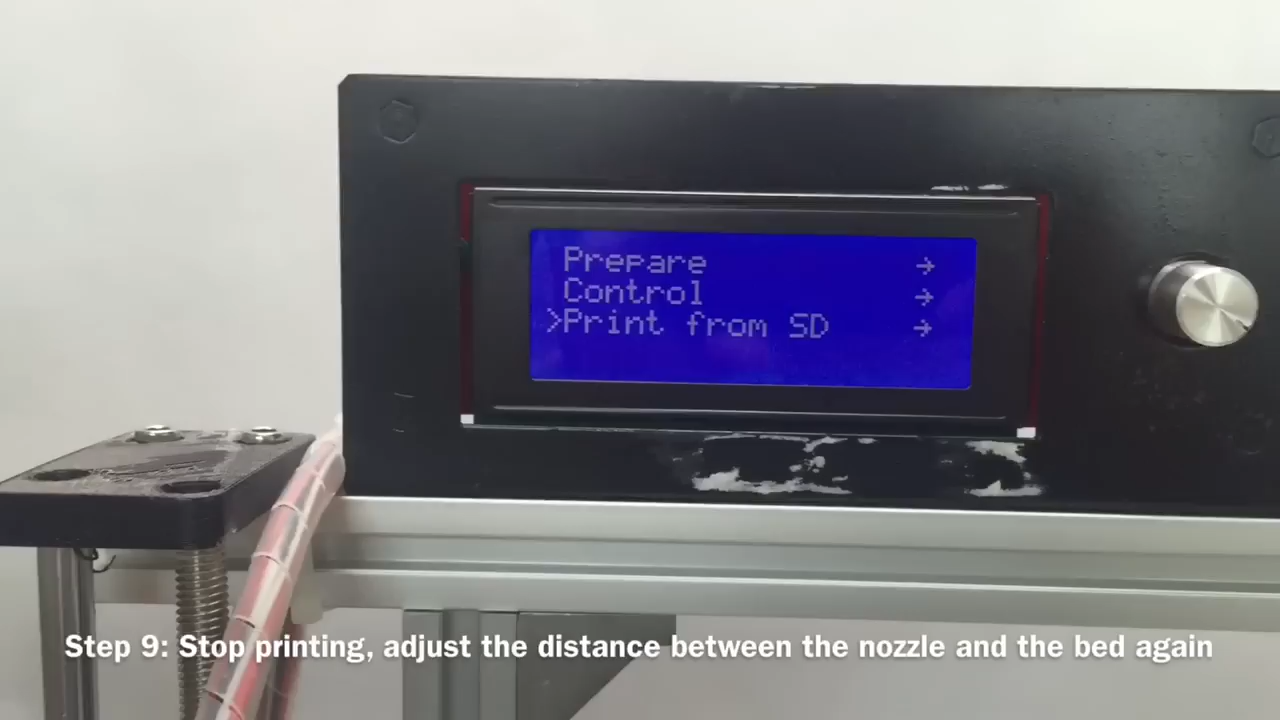 Prepare →
Control →
>Print from SD →
Step 9: Stop printing, adjust the distance between the nozzle and the bed again